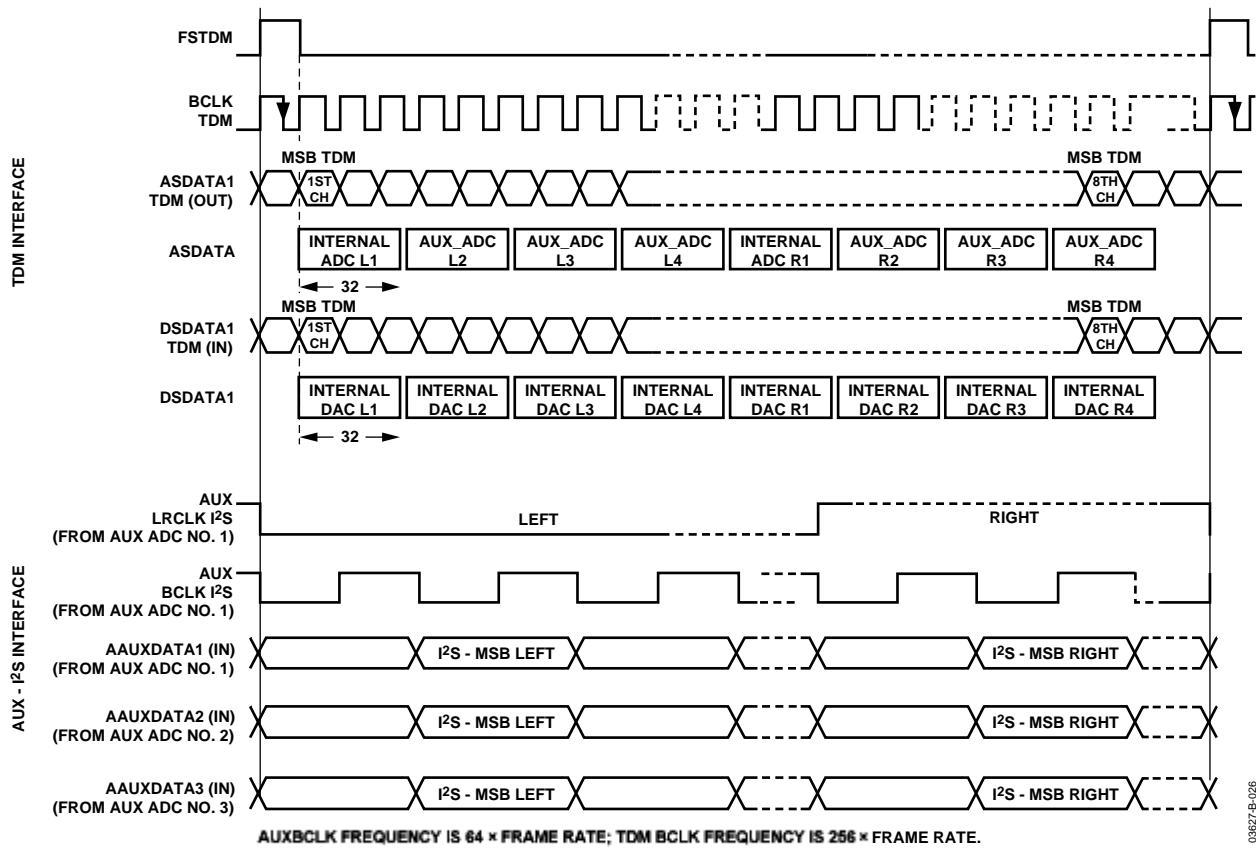 FSTDM
BCLK
TDM
TDM INTERFACE
MSB TDM
MSB TDM
ASDATA1
TDM (OUT)
1ST
CH
8TH
CH
ASDATA
INTERNAL
ADC L1
AUX_ADC
L2
AUX_ADC
L3
AUX_ADC
L4
INTERNAL
ADC R1
AUX_ADC
R2
AUX_ADC
R3
AUX_ADC
R4
32
MSB TDM
MSB TDM
DSDATA1
TDM (IN)
1ST
CH
8TH
CH
DSDATA1
INTERNAL
DAC L1
INTERNAL
DAC L2
INTERNAL
DAC L3
INTERNAL
DAC L4
INTERNAL
DAC R1
INTERNAL
DAC R2
INTERNAL
DAC R3
INTERNAL
DAC R4
32
AUX - I2S INTERFACE
AUX
LRCLK I2S
(FROM AUX ADC NO. 1)
LEFT
RIGHT
AUX
BCLK I2S
(FROM AUX ADC NO. 1)
AAUXDATA1 (IN)
(FROM AUX ADC NO. 1)
I2S - MSB LEFT
I2S - MSB RIGHT
AAUXDATA2 (IN)
(FROM AUX ADC NO. 2)
I2S - MSB LEFT
I2S - MSB RIGHT
AAUXDATA3 (IN)
(FROM AUX ADC NO. 3)
I2S - MSB LEFT
I2S - MSB RIGHT
AUXBCLK FREQUENCY IS 64 × FRAME RATE; TDM BCLK FREQUENCY IS 256 × FRAME RATE.
03627-B-026